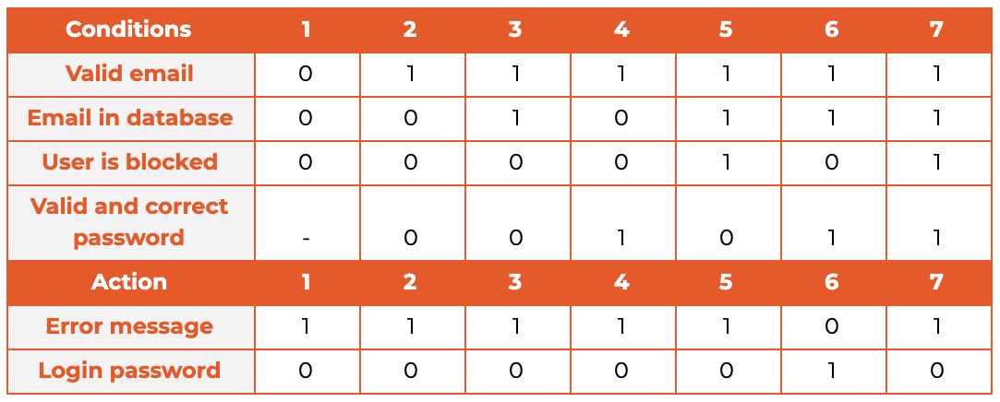 Conditions 1 2 3 4 5 6 7
Valid email 0 1 1 1 1 1 1
Email in database 0 0 1 0 1 1 1
User is blocked 0 0 0 0 1 0 1
Valid and correct
password - 0 0 1 0 1 1
Action 1 2 3 4 5 6 7
Error message 1 1 1 1 1 0 1
Login password 0 0 0 0 0 1 0